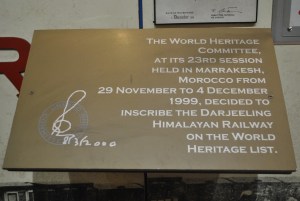 THE WORLD HERITAGE
COMMITTEE,
AT ITS 23RD SESSION
HELD IN MARRAKESH,
MOROCCO FROM
29 NOVEMBER TO 4 DECEMBER
1999, DECIDED TO
INSCRIBE THE DARJEELING
HIMALAYAN RAILWAY
ON THE WORLD
HERITAGE LIST.